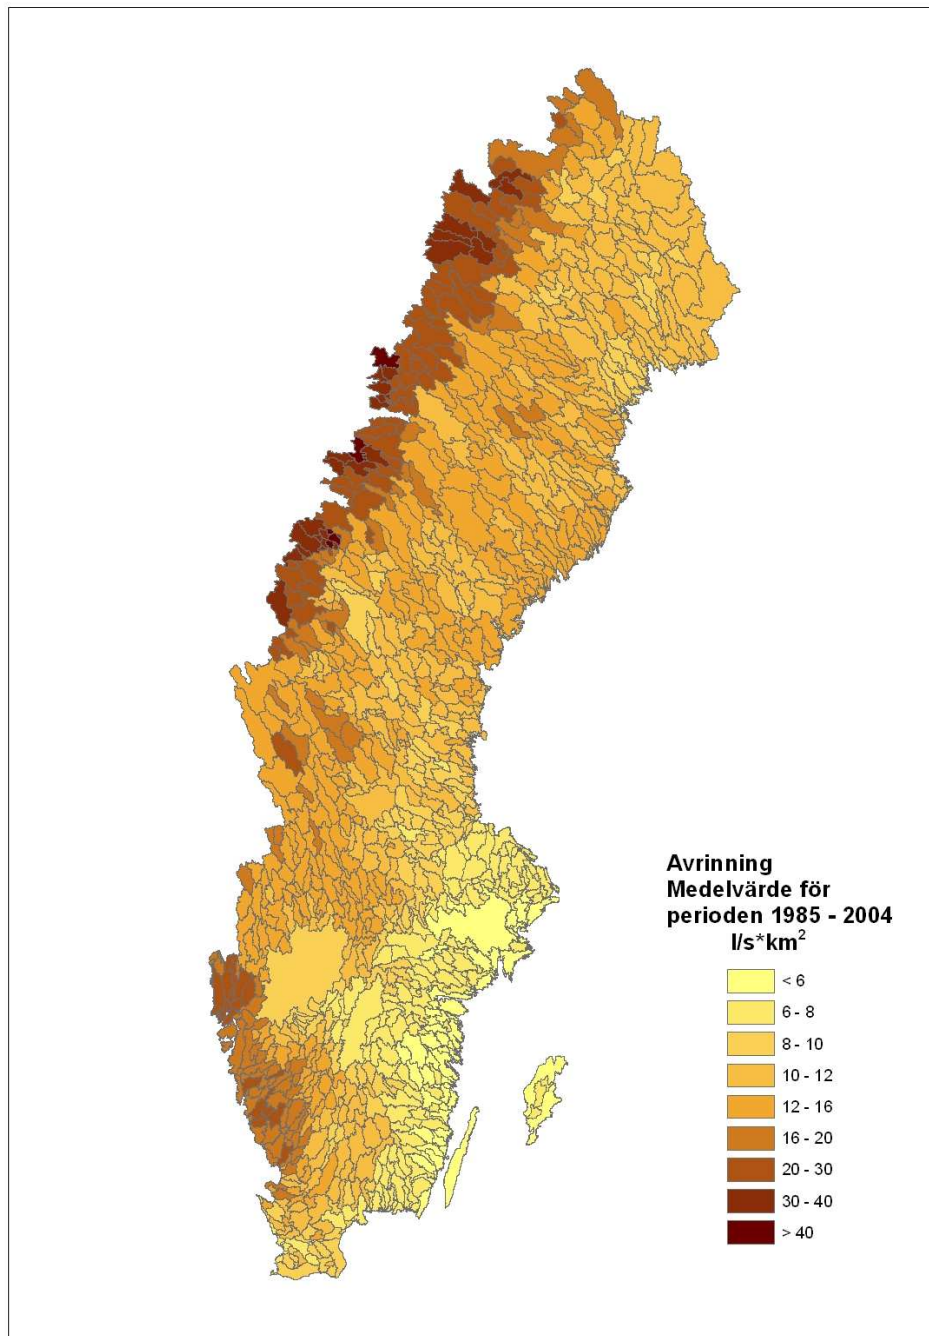 Avrinning
Medelvärde för
perioden 1985 - 2004
l/s*km²
< 6
6 - 8
8 - 10
10 - 12
12 - 16
16 - 20
20 - 30
30 - 40
> 40